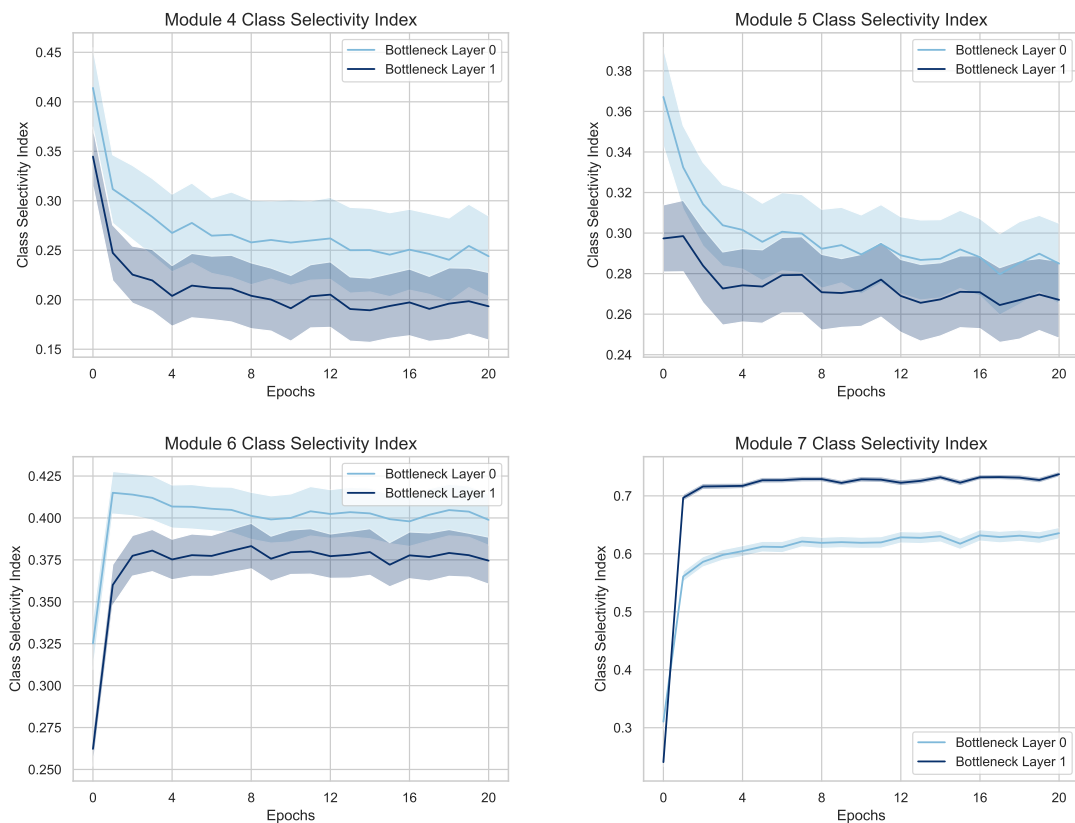 Module 4 Class Selectivity Index
Class Selectivity Index
0.45
0.40
0.35
0.30
0.25
0.20
0.15
Bottleneck Layer 0
Bottleneck Layer 1
0 4 8 12 16 20
Epochs
Module 5 Class Selectivity Index
Class Selectivity Index
0.38
0.36
0.34
0.32
0.30
0.28
0.26
0.24
Bottleneck Layer 0
Bottleneck Layer 1
0 4 8 12 16 20
Epochs
Module 6 Class Selectivity Index
Class Selectivity Index
0.425
0.400
0.375
0.350
0.325
0.300
0.275
0.250
Bottleneck Layer 0
Bottleneck Layer 1
0 4 8 12 16 20
Epochs
Module 7 Class Selectivity Index
Class Selectivity Index
0.7
0.6
0.5
0.4
0.3
Bottleneck Layer 0
Bottleneck Layer 1
0 4 8 12 16 20
Epochs